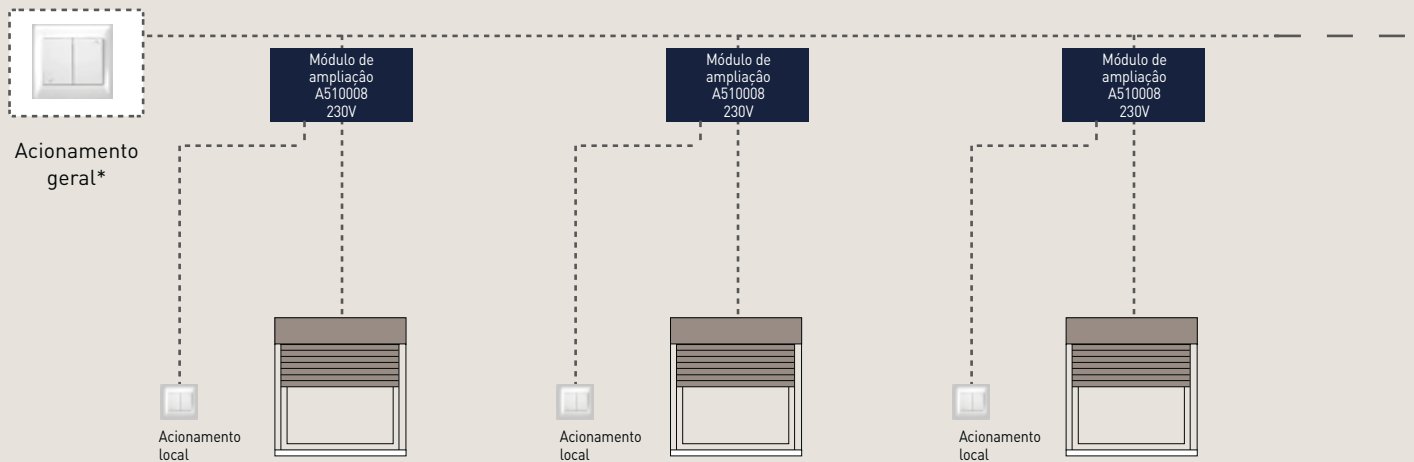 Módulo de
ampliação
A510008
230V
Módulo de
ampliação
A510008
230V
Módulo de
ampliação
A510008
230V
Acionamento
geral*
Acionamento
local
Acionamento
local
Acionamento
local